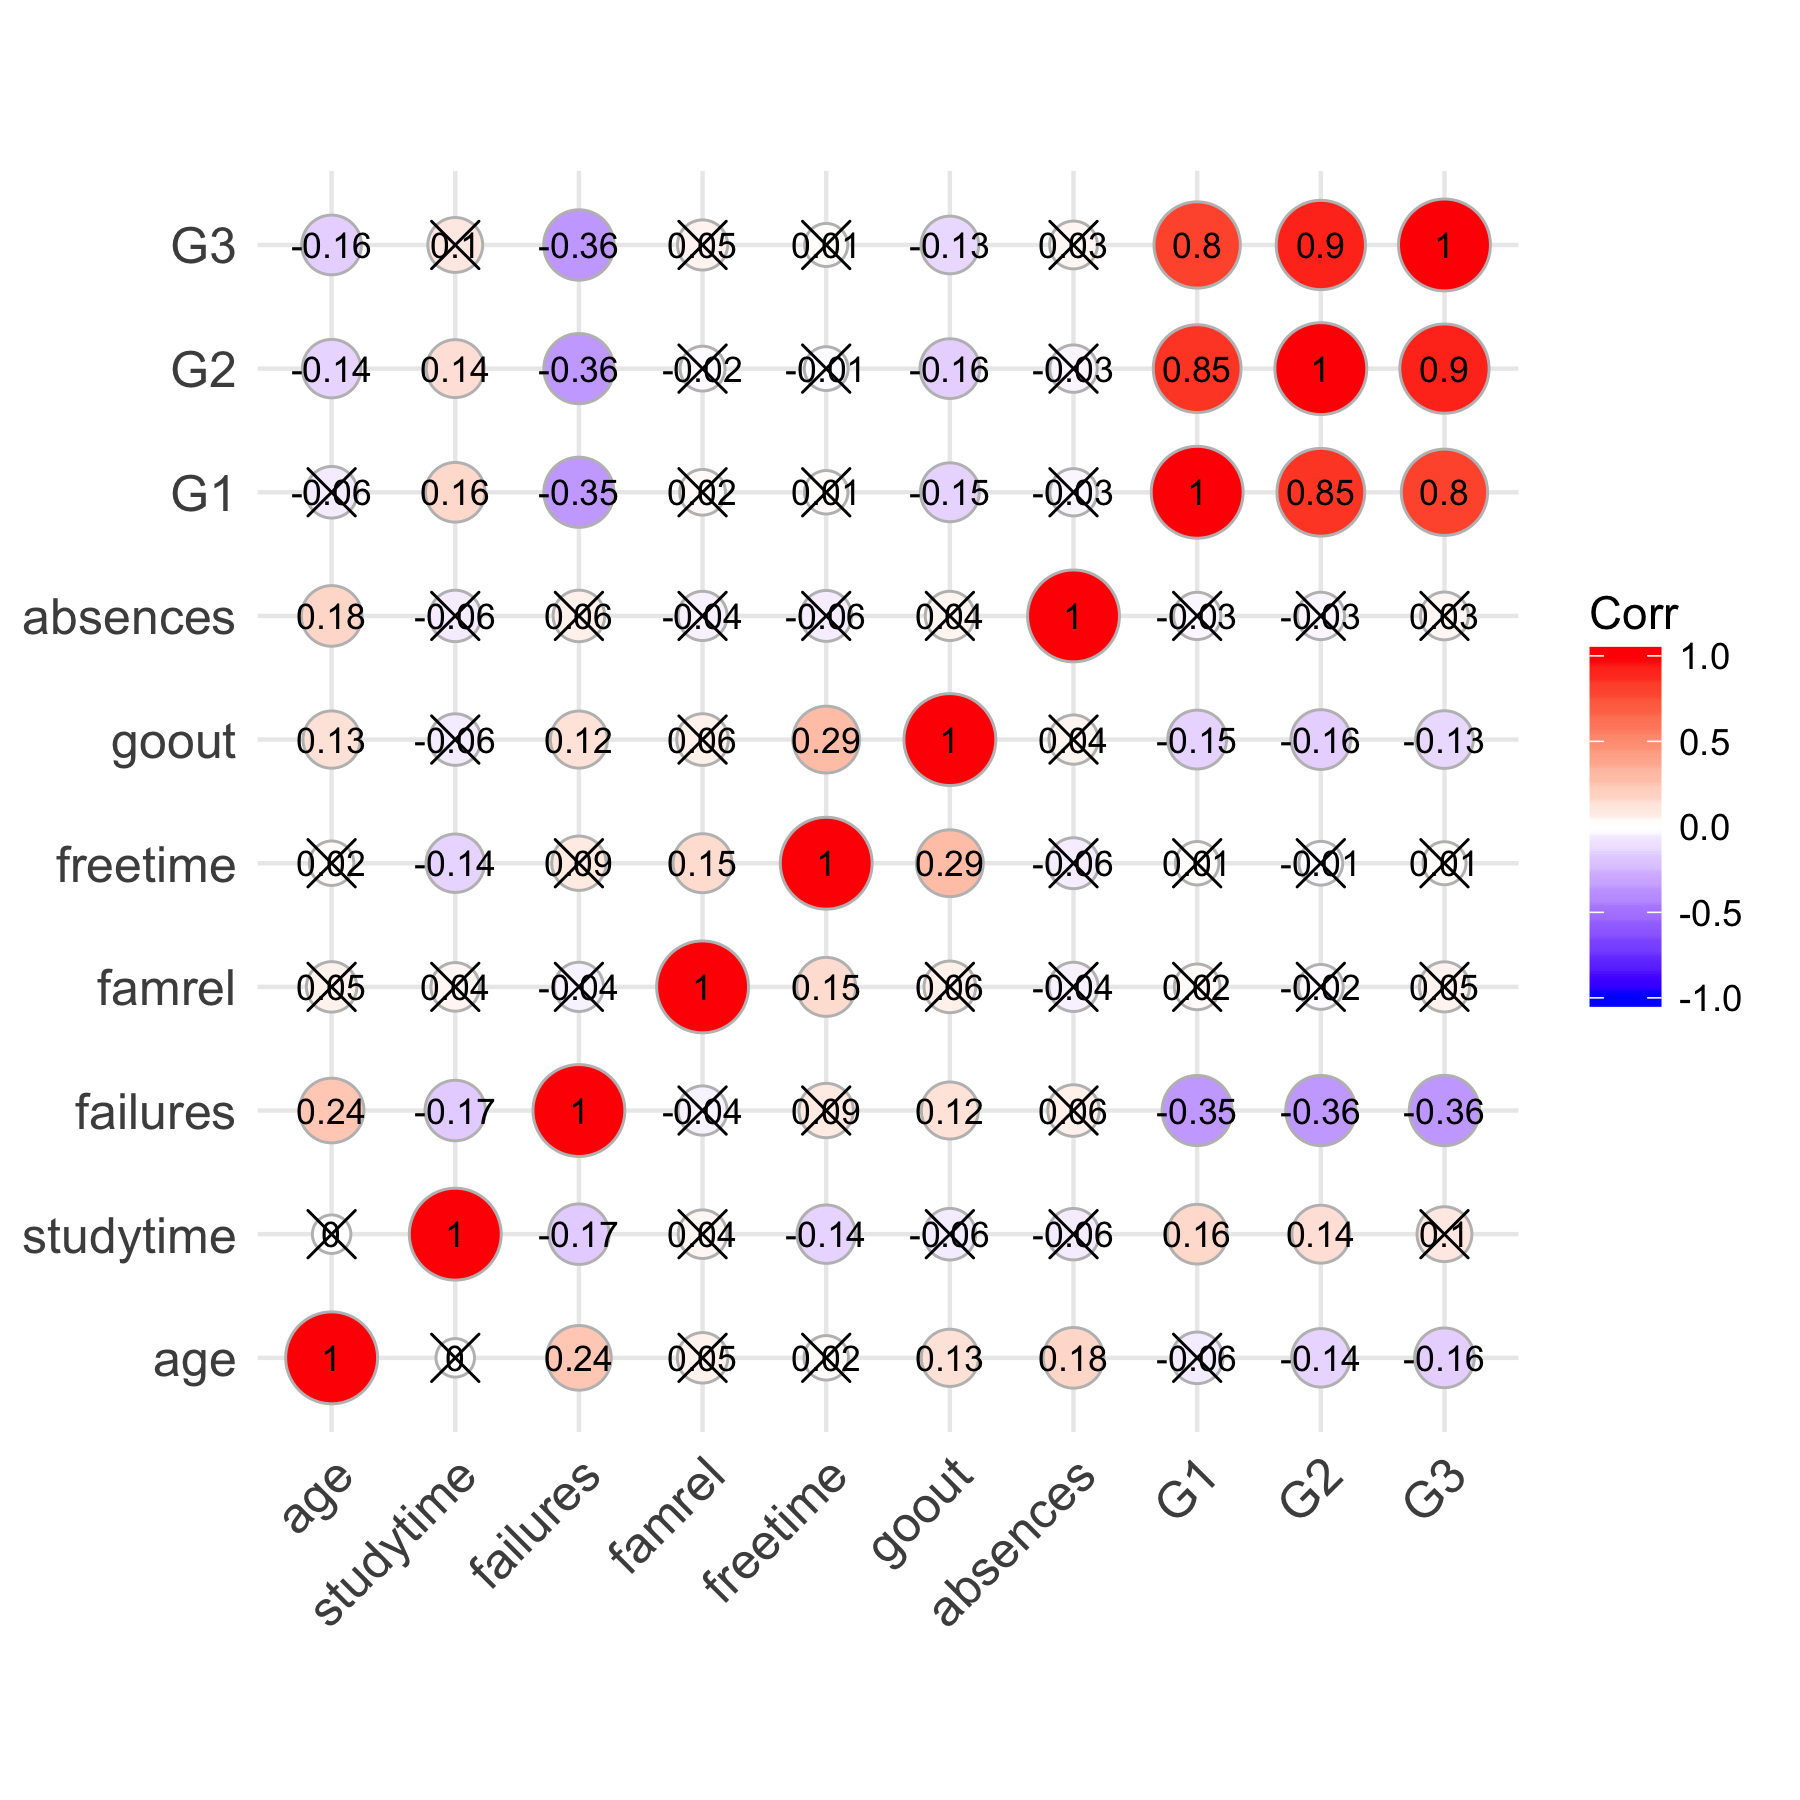 G3 -0.16 0.1 -0.36 0.05 0.01 -0.13 0.03 0.8 0.9 1
G2 -0.14 0.14 -0.36 -0.02 -0.01 -0.16 -0.03 0.85 1 0.9
G1 -0.06 0.16 -0.35 0.02 0.01 -0.15 -0.03 1 0.85 0.8
absences 0.18 -0.06 0.06 -0.04 -0.06 0.04 1 -0.03 -0.03 0.03
goout 0.13 -0.06 0.12 0.06 0.29 1 0.04 -0.15 -0.16 -0.13
freetime 0.02 -0.14 0.09 0.15 1 0.29 -0.06 0.01 -0.01 0.01
famrel 0.05 0.04 -0.04 1 0.15 0.06 -0.04 0.02 -0.02 0.05
failures 0.24 -0.17 1 -0.04 0.09 0.12 0.06 -0.35 -0.36 -0.36
studytime 0 1 -0.17 0.04 -0.14 -0.06 -0.06 0.16 0.14 0.1
age 1 0 0.24 0.05 0.02 0.13 0.18 -0.06 -0.14 -0.16
age studytime failures famrel freetime goout absences G1 G2 G3
Corr
1.0
0.5
0.0
-0.5
-1.0